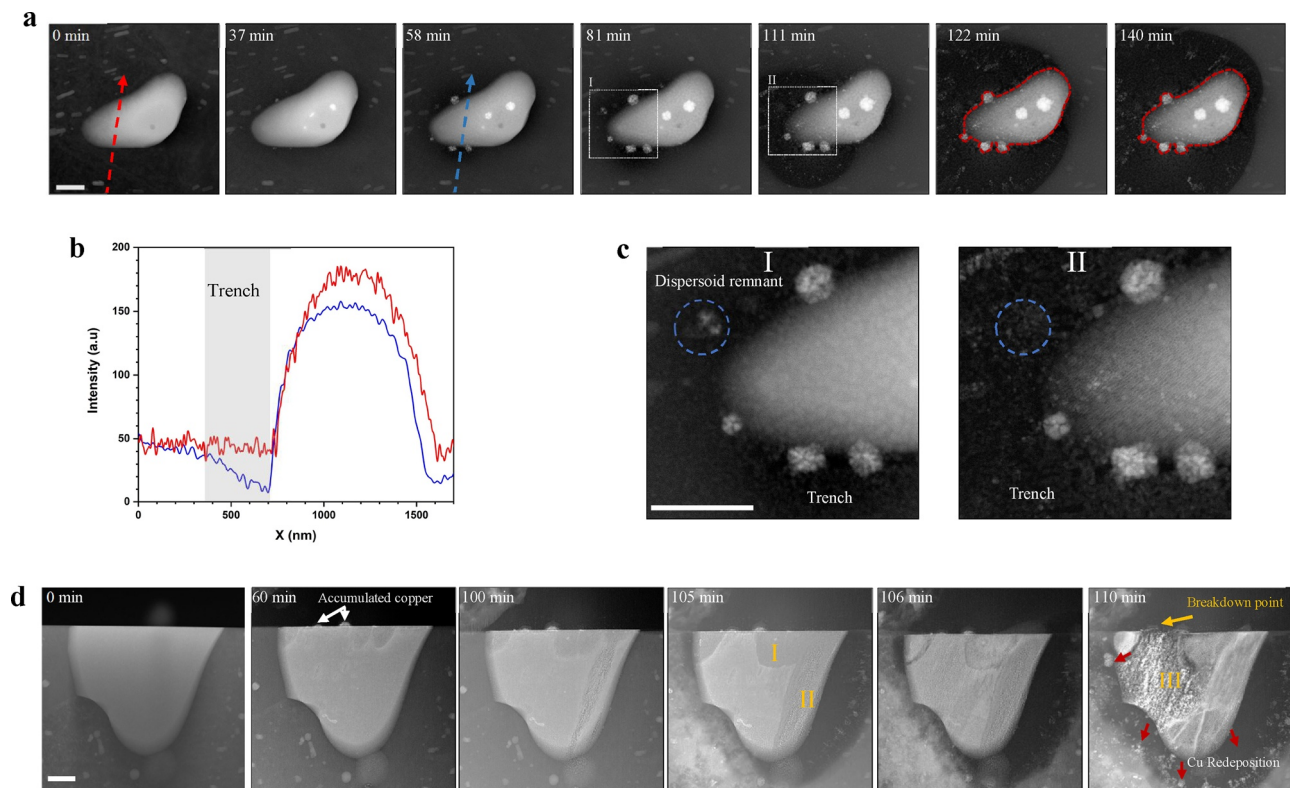 a
0 min
37 min
58 min
81 min
111 min
122 min
140 min
I
II
b
200
150
100
50
0
Trench
Intensity (a.u)
0
500
1000
1500
X (nm)
c
I
Dispersoid remnant
Trench
II
Trench
d
0 min
60 min
Accumulated copper
100 min
105 min
I
II
106 min
110 min
Breakdown point
III
Cu Redeposition